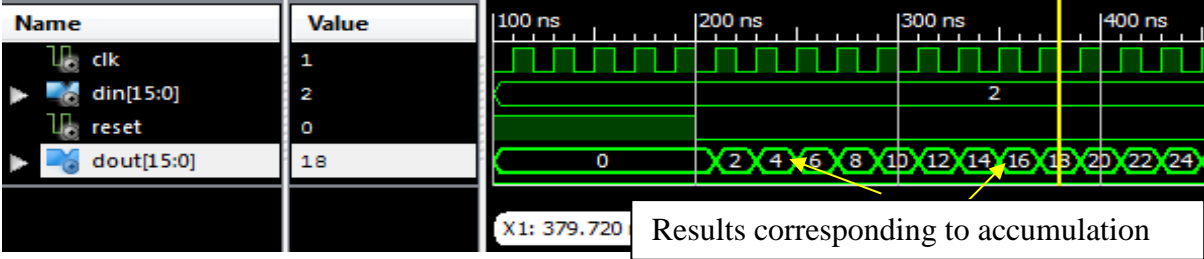 Name Value 100 ns 200 ns 300 ns 400 ns
clk 1
din[15:0] 2 2
reset 0
dout[15:0] 18 0 2 4 6 8 10 12 14 16 18 20 22 24
X1: 379.720
Results corresponding to accumulation